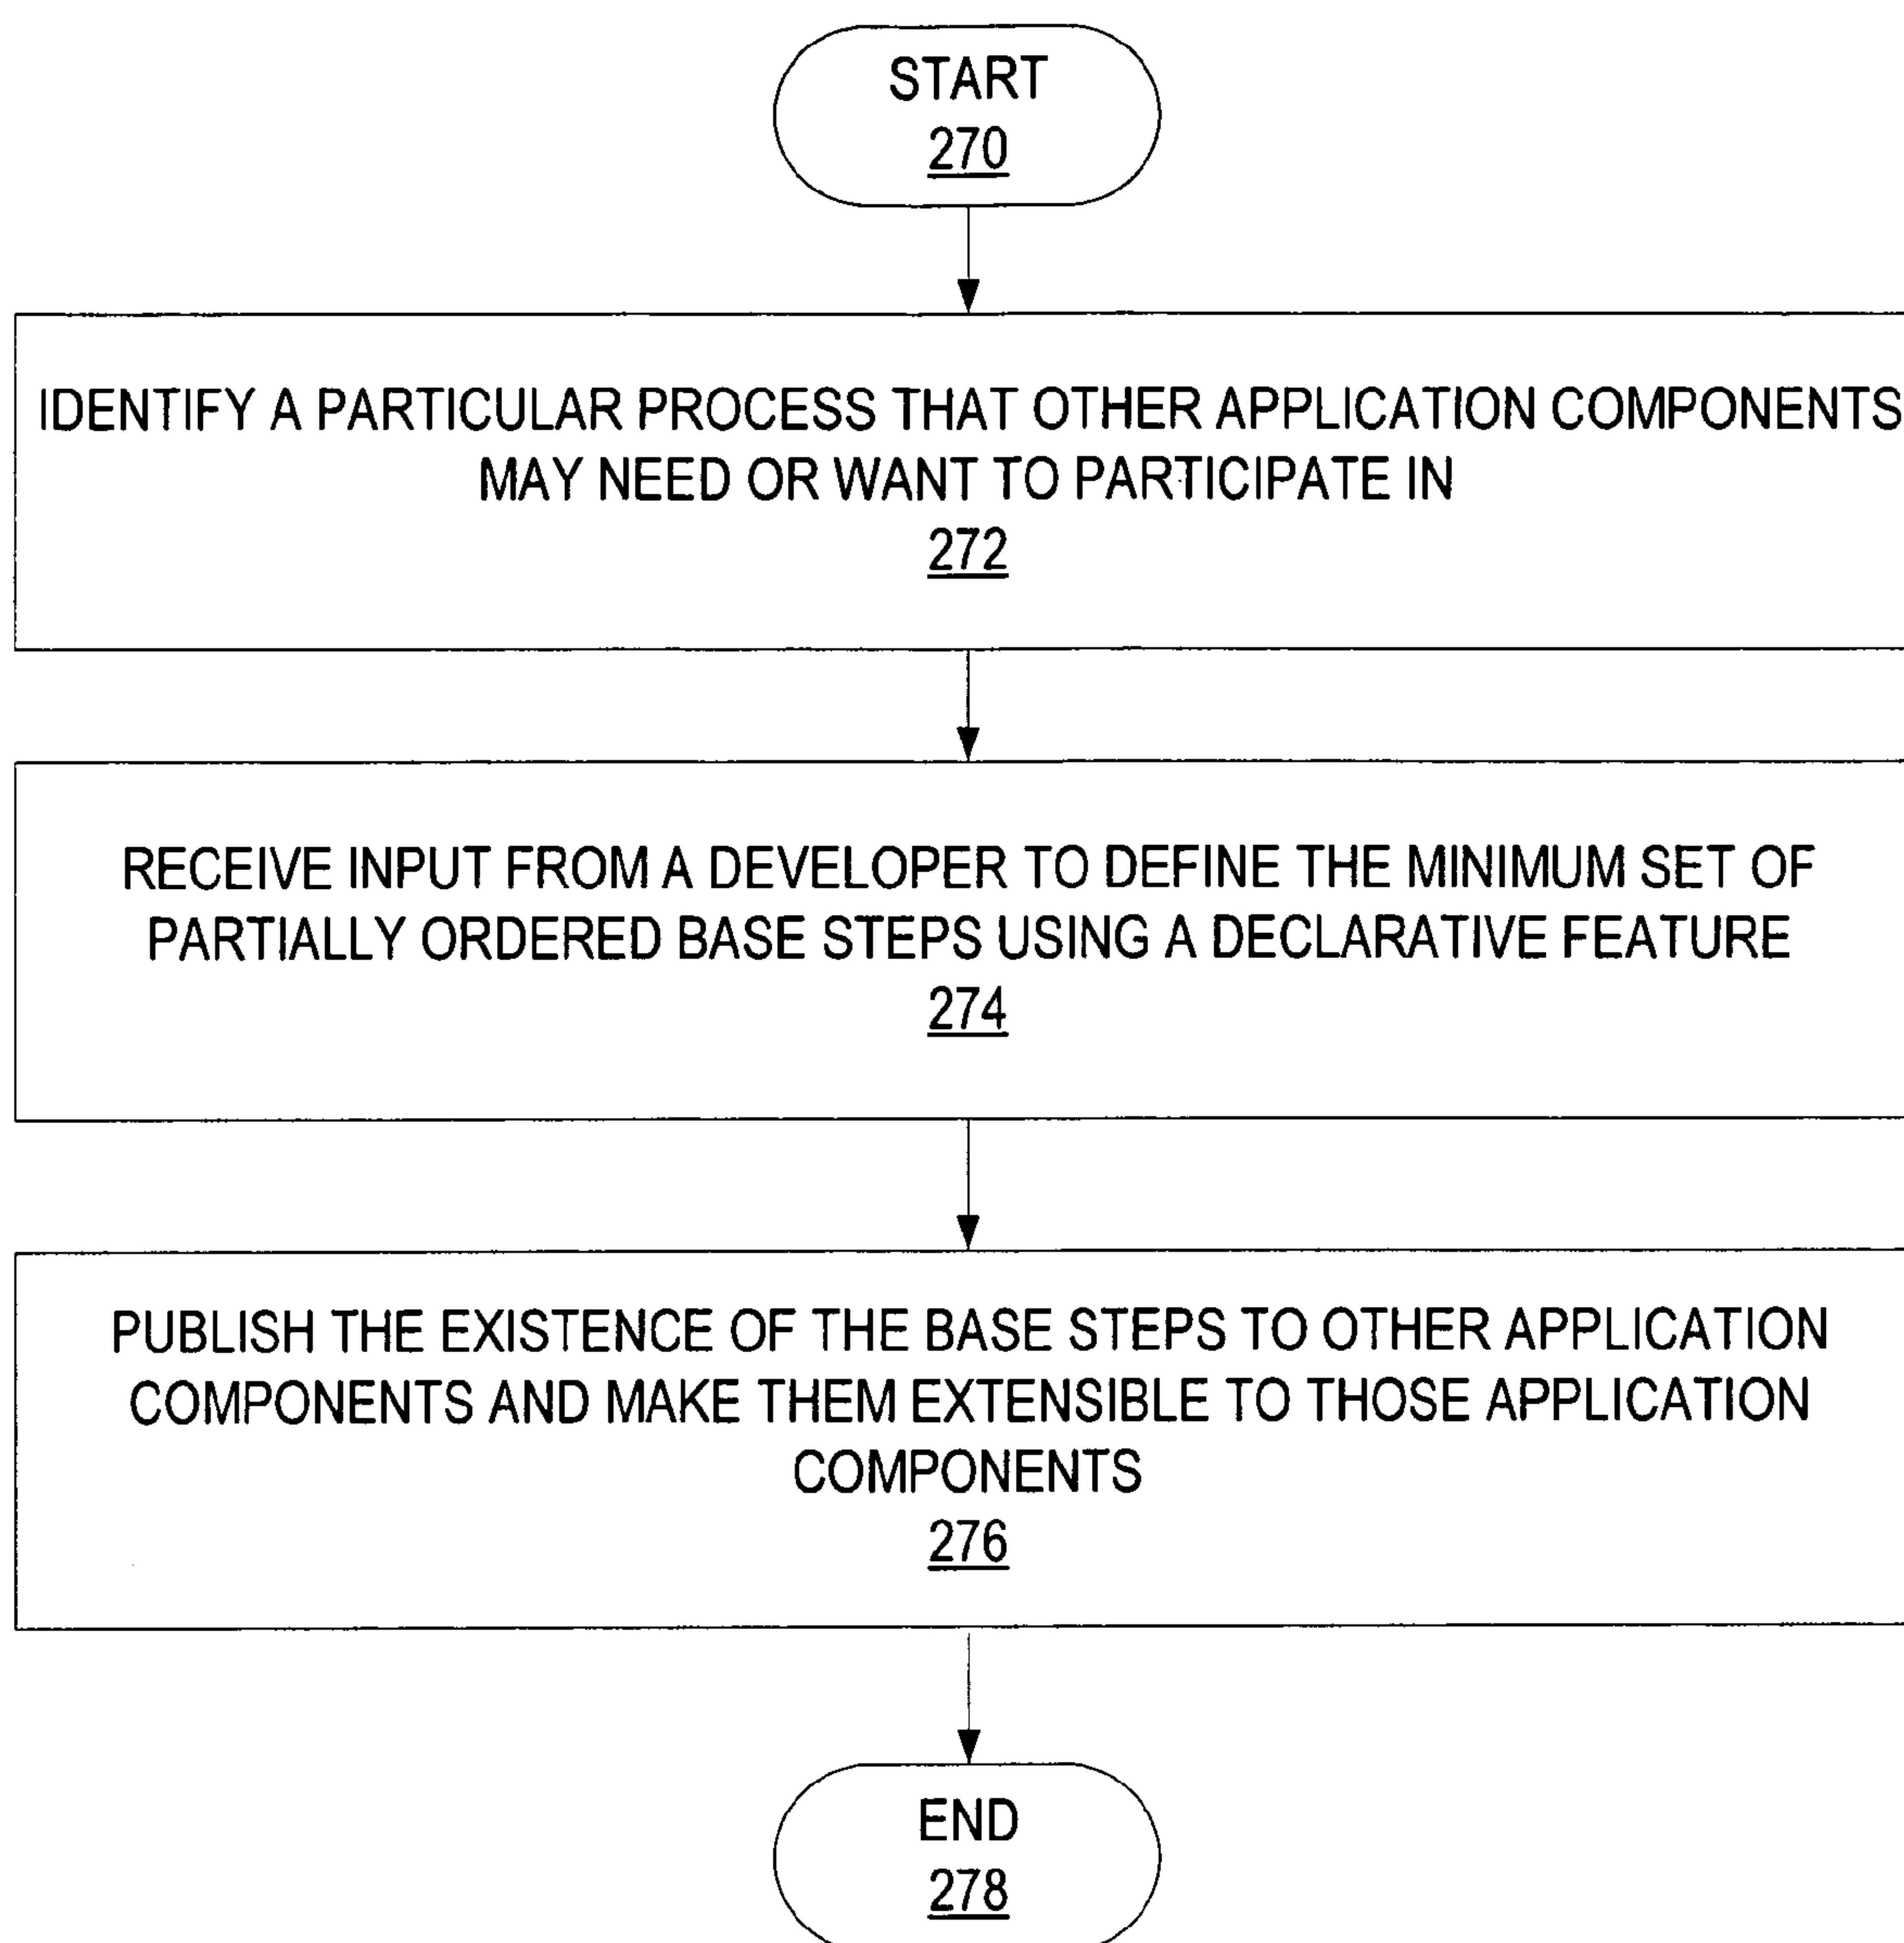 START
270
IDENTIFY A PARTICULAR PROCESS THAT OTHER APPLICATION COMPONENTS
MAY NEED OR WANT TO PARTICIPATE IN
272
RECEIVE INPUT FROM A DEVELOPER TO DEFINE THE MINIMUM SET OF
PARTIALLY ORDERED BASE STEPS USING A DECLARATIVE FEATURE
274
PUBLISH THE EXISTENCE OF THE BASE STEPS TO OTHER APPLICATION
COMPONENTS AND MAKE THEM EXTENSIBLE TO THOSE APPLICATION
COMPONENTS
276
END
278